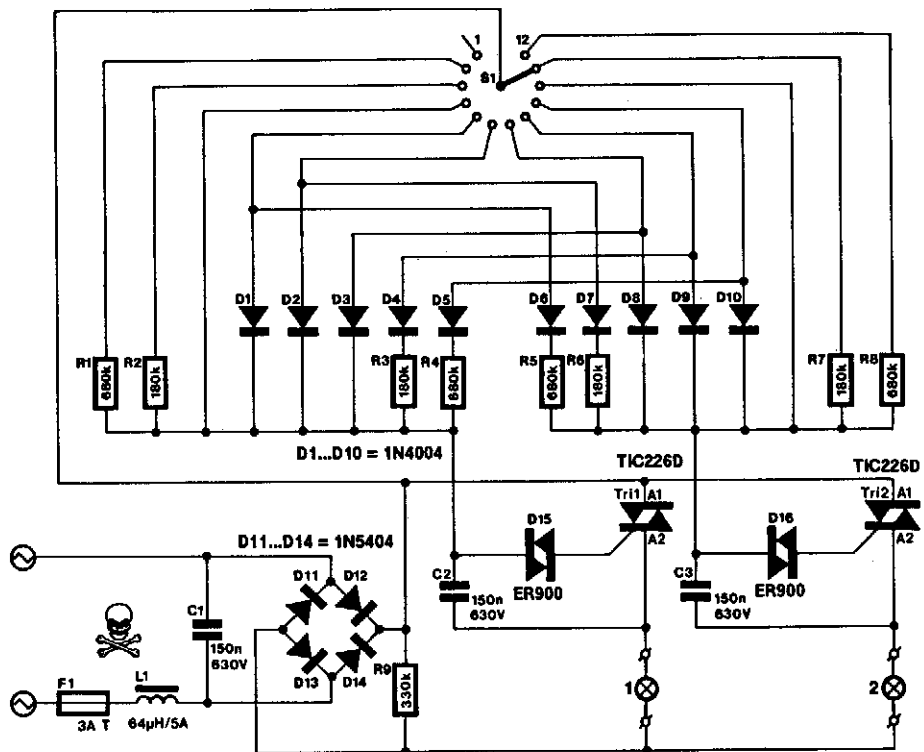 1 12
S1
D1 D2 D3 D4 D5 D6 D7 D8 D9 D10
R1 680k R2 180k R3 180k R4 680k R5 680k R6 180k R7 180k R8 680k
D1...D10 = 1N4004
TIC226D
TIC226D
Tri1 A1
A2
Tri2 A1
A2
D15
ER900
D16
ER900
D11...D14 = 1N5404
D11 D12
D13 D14
C1
150n
630V
C2
150n
630V
C3
150n
630V
R9 330k
F1
3A T
L1
64µH/5A
1
2